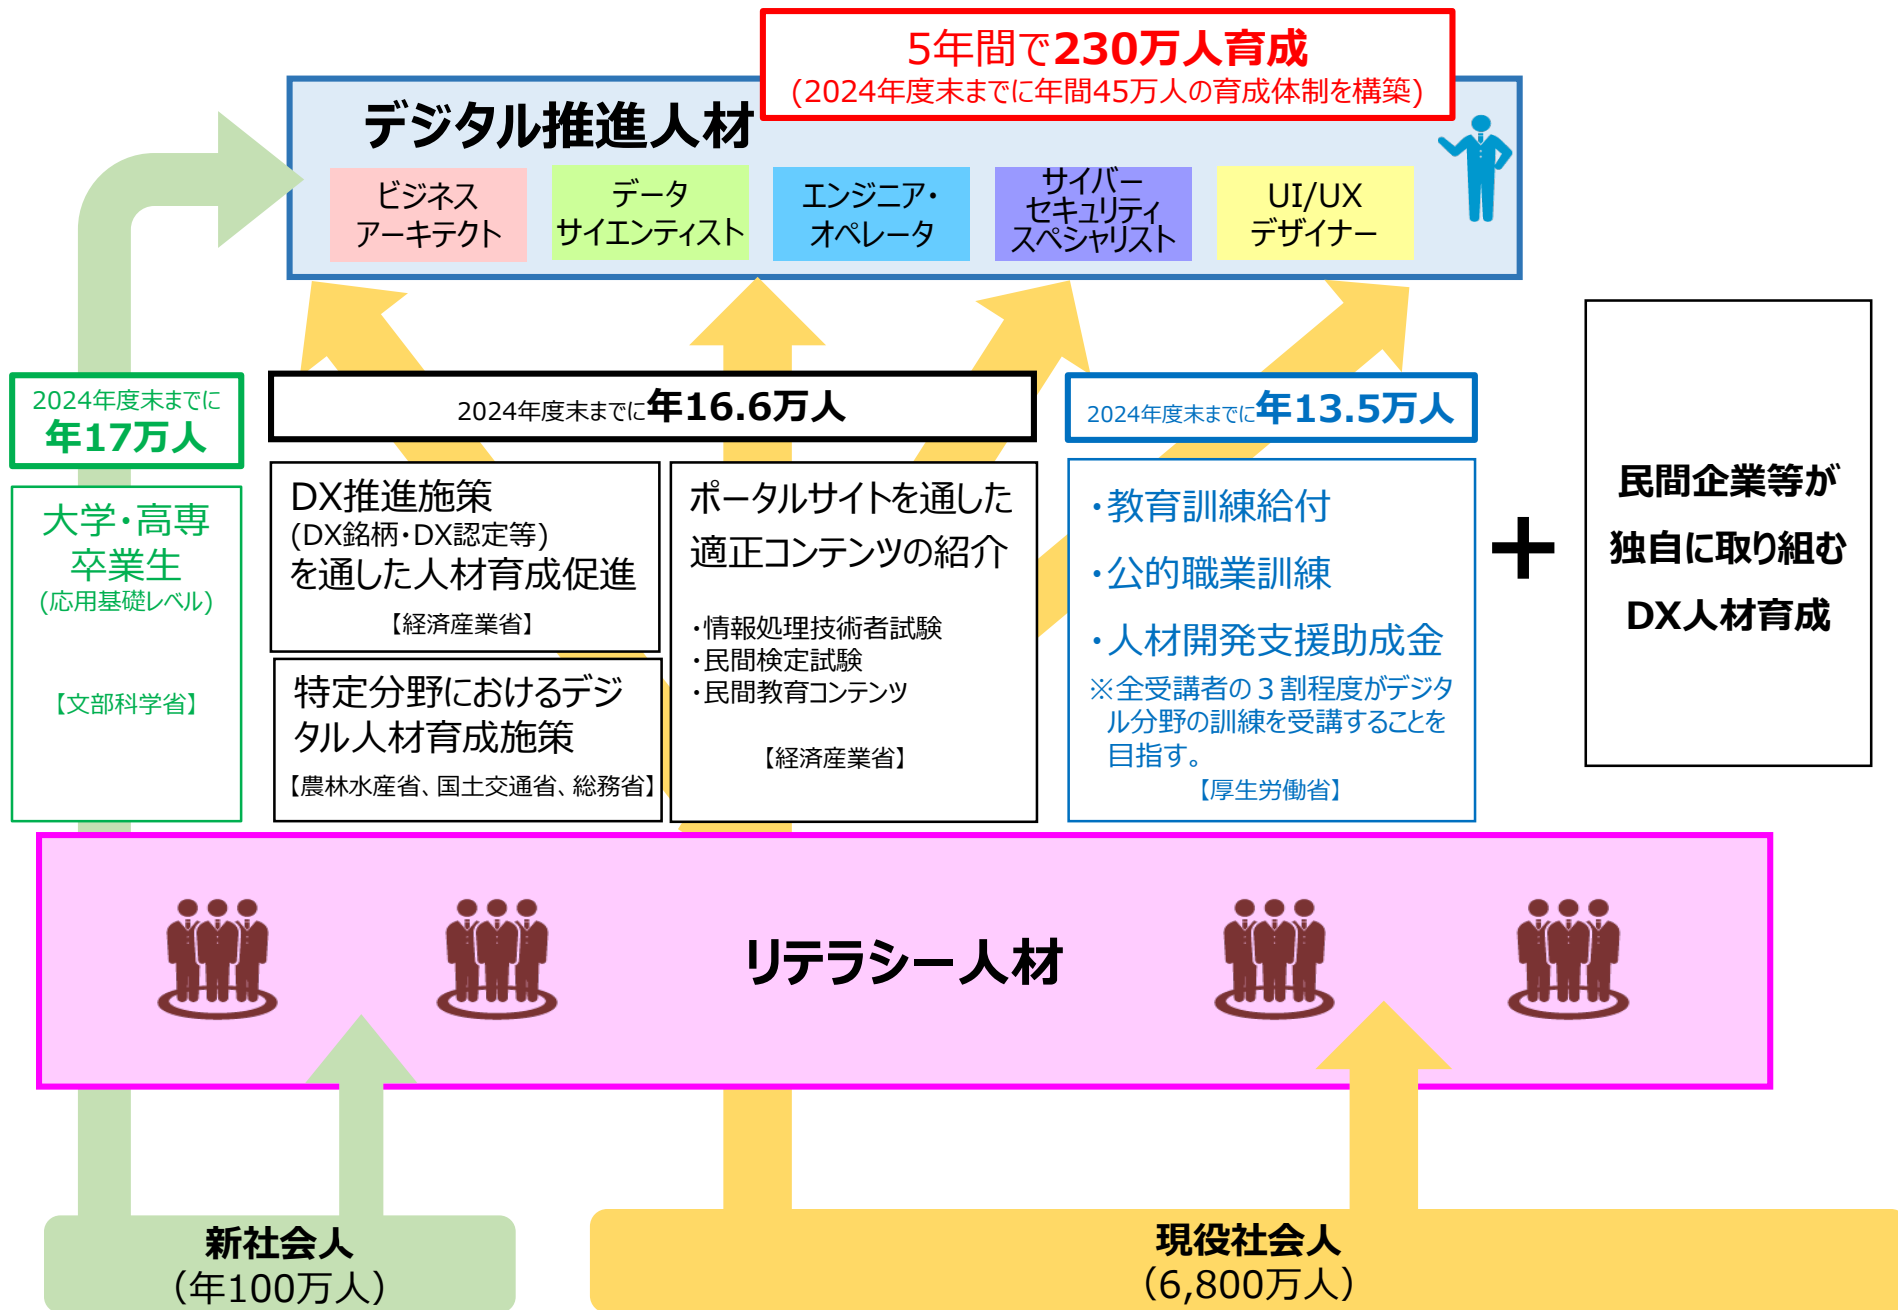 5年間で230万人育成
(2024年度末までに年間45万人の育成体制を構築)
デジタル推進人材
ビジネス
アーキテクト
データ
サイエンティスト
エンジニア・
オペレータ
サイバー
セキュリティ
スペシャリスト
UI/UX
デザイナー
2024年度末までに
年17万人
大学・高専
卒業生
(応用基礎レベル)
【文部科学省】
2024年度末までに年16.6万人
DX推進施策
(DX銘柄・DX認定等)
を通した人材育成促進
【経済産業省】
特定分野におけるデジ
タル人材育成施策
【農林水産省、国土交通省、総務省】
ポータルサイトを通した
適正コンテンツの紹介
・情報処理技術者試験
・民間検定試験
・民間教育コンテンツ
【経済産業省】
2024年度末までに年13.5万人
・教育訓練給付
・公的職業訓練
・人材開発支援助成金
※全受講者の３割程度がデジタ
ル分野の訓練を受講することを
目指す。
【厚生労働省】
+
民間企業等が
独自に取り組む
DX人材育成
リテラシー人材
新社会人
（年100万人）
現役社会人
（6,800万人）